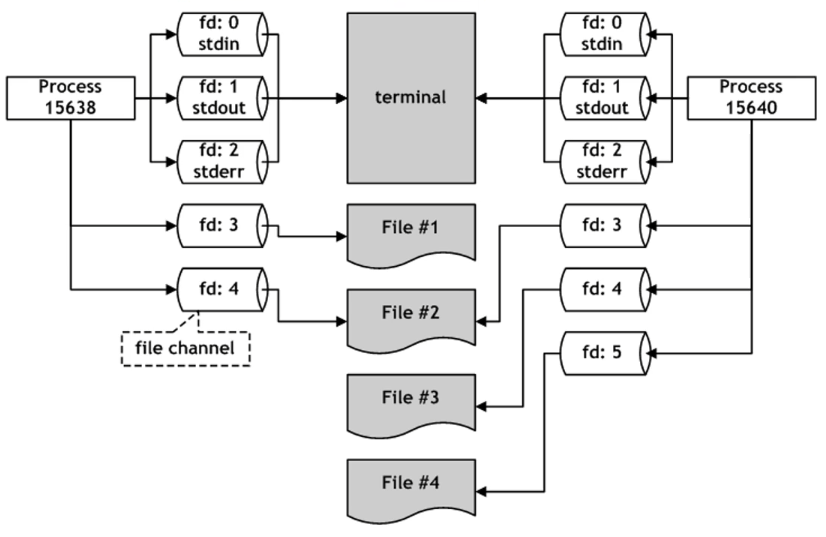 Process
15638
fd: 0
stdin
fd: 1
stdout
fd: 2
stderr
terminal
fd: 0
stdin
fd: 1
stdout
fd: 2
stderr
Process
15640
fd: 3
File #1
fd: 3
fd: 4
File #2
fd: 4
file channel
fd: 5
File #3
File #4